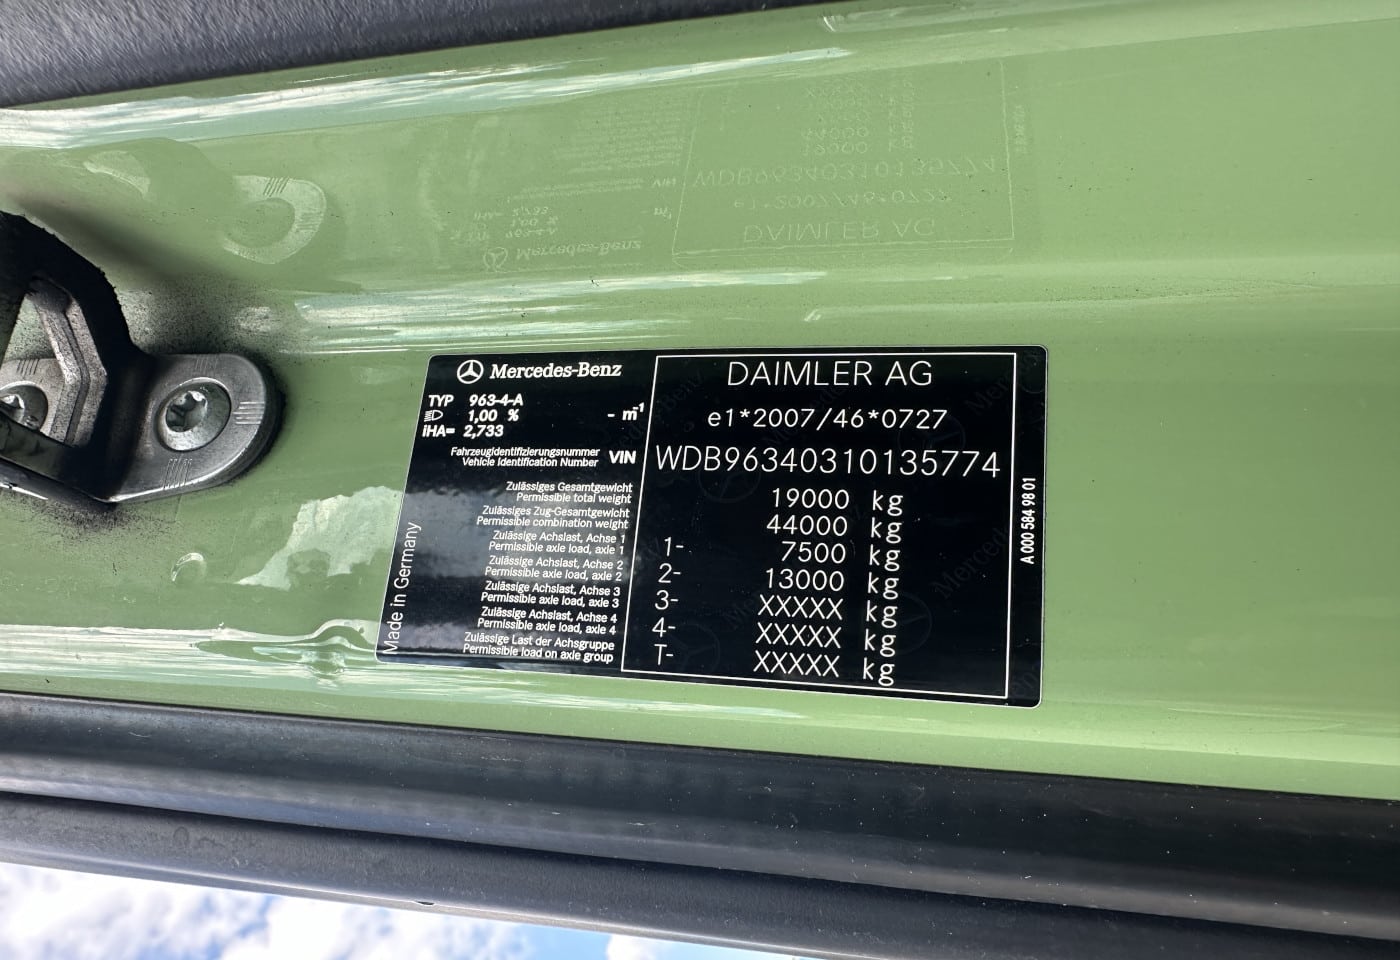 Mercedes-Benz
TYP 963-4-A
1,00 % - m⁻¹
iHA= 2,733
Fahrzeugidentifizierungsnummer
Vehicle Identification Number VIN
Zulässiges Gesamtgewicht
Permissible total weight
Zulässiges Zug-Gesamtgewicht
Permissible combination weight
Zulässige Achslast, Achse 1
Permissible axle load, axle 1
Zulässige Achslast, Achse 2
Permissible axle load, axle 2
Zulässige Achslast, Achse 3
Permissible axle load, axle 3
Zulässige Achslast, Achse 4
Permissible axle load, axle 4
Zulässige Last der Achsgruppe
Permissible load on axle group
Made in Germany
DAIMLER AG
e1*2007/46*0727
WDB96340310135774
19000 kg
44000 kg
1- 7500 kg
2- 13000 kg
3- XXXXX kg
4- XXXXX kg
T- XXXXX kg
A 000 584 98 01